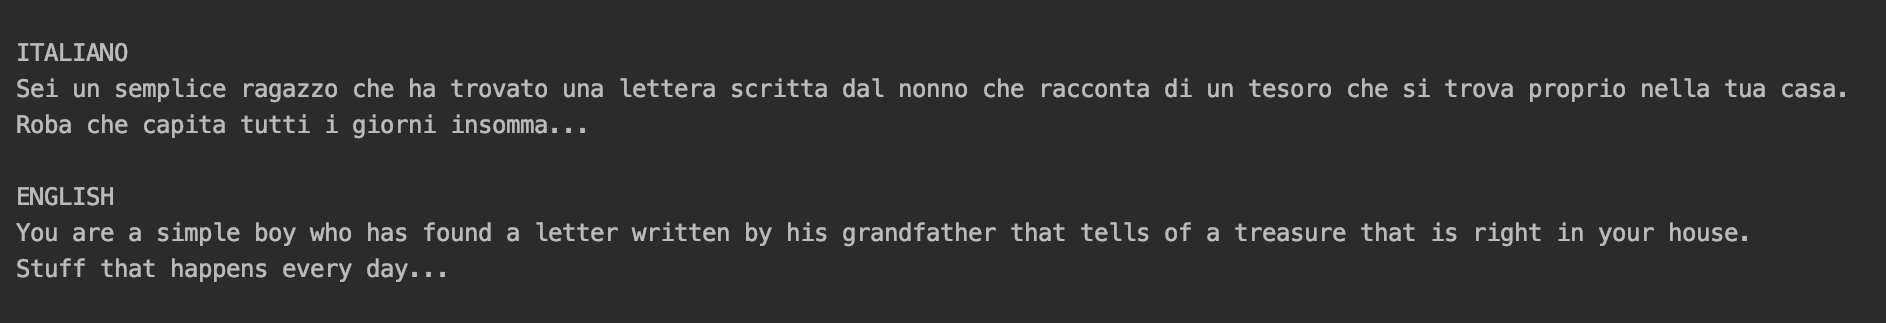 ITALIANO
Sei un semplice ragazzo che ha trovato una lettera scritta dal nonno che racconta di un tesoro che si trova proprio nella tua casa.
Roba che capita tutti i giorni insomma...
ENGLISH
You are a simple boy who has found a letter written by his grandfather that tells of a treasure that is right in your house.
Stuff that happens every day...